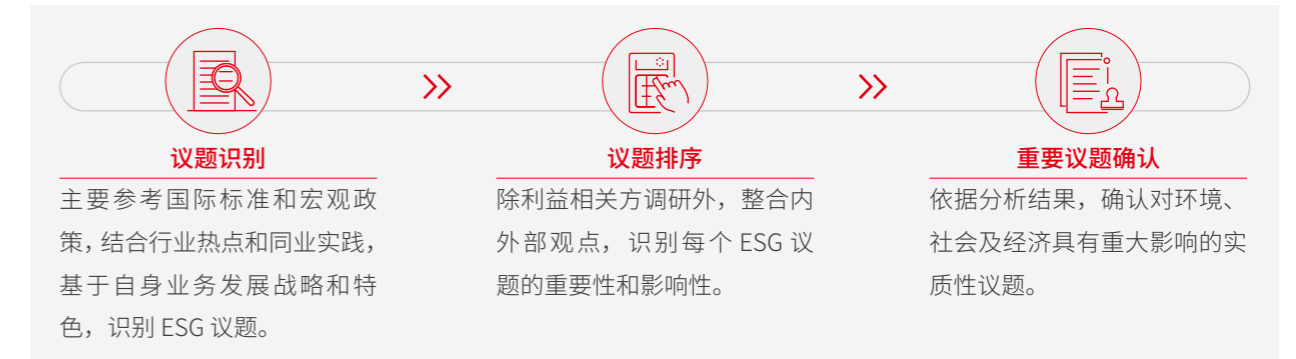 议题识别
主要参考国际标准和宏观政
策，结合行业热点和同业实践，
基于自身业务发展战略和特
色，识别 ESG 议题。
议题排序
除利益相关方调研外，整合内
外部观点，识别每个 ESG 议
题的重要性和影响性。
重要议题确认
依据分析结果，确认对环境、
社会及经济具有重大影响的实
质性议题。